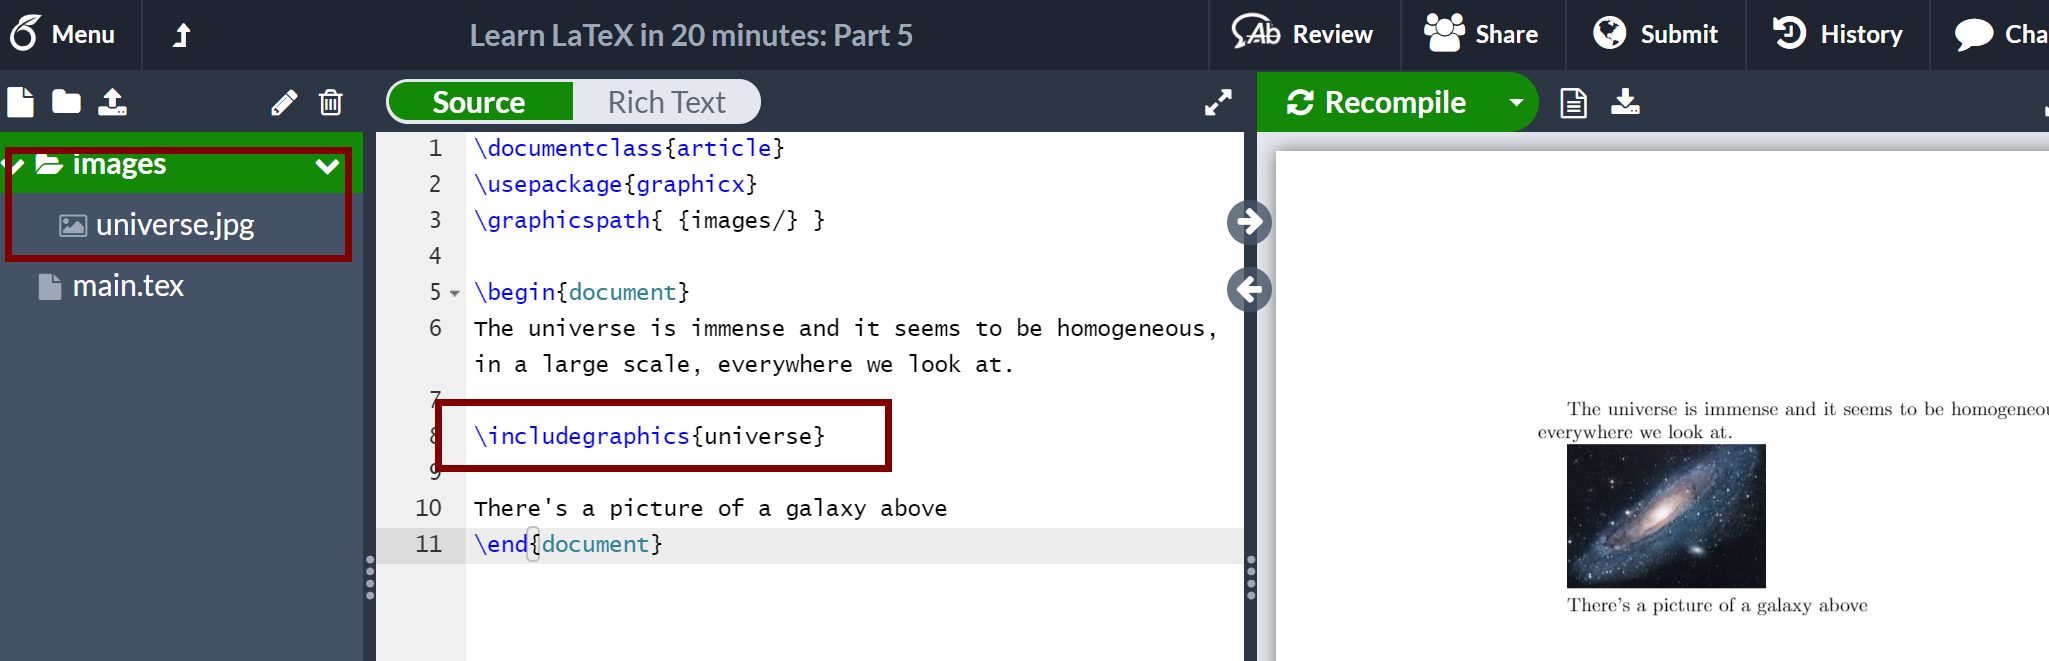 Menu
Learn LaTeX in 20 minutes: Part 5
Ab Review
Share
Submit
History
Cha
Source
Rich Text
Recompile
images
universe.jpg
main.tex
1 \documentclass{article}
2 \usepackage{graphicx}
3 \graphicspath{ {images/} }
4
5 \begin{document}
6 The universe is immense and it seems to be homogeneous,
in a large scale, everywhere we look at.
7
8 \includegraphics{universe}
9
10 There's a picture of a galaxy above
11 \end{document}
The universe is immense and it seems to be homogeneou
everywhere we look at.
There's a picture of a galaxy above